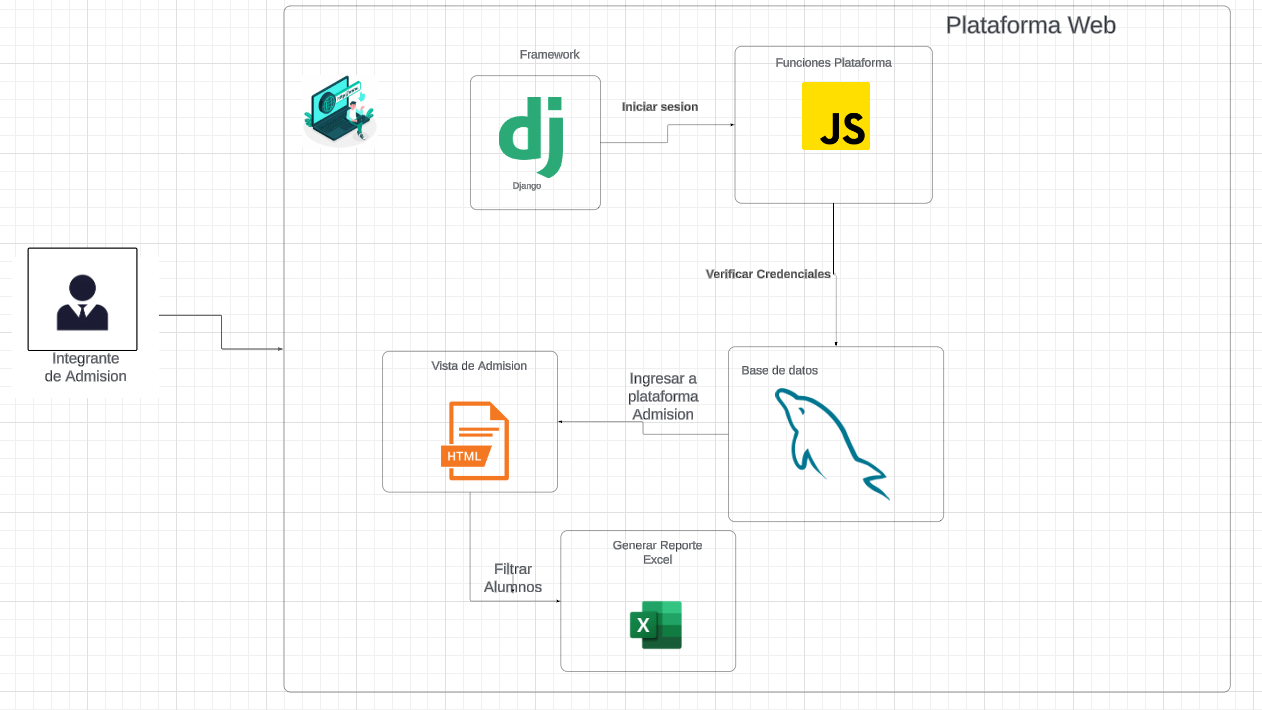 Plataforma Web
Framework
dj
Django
Iniciar sesion
Funciones Plataforma
JS
Verificar Credenciales
Integrante
de Admision
Vista de Admision
HTML
Ingresar a
plataforma
Admision
Base de datos
Filtrar
Alumnos
Generar Reporte
Excel
X